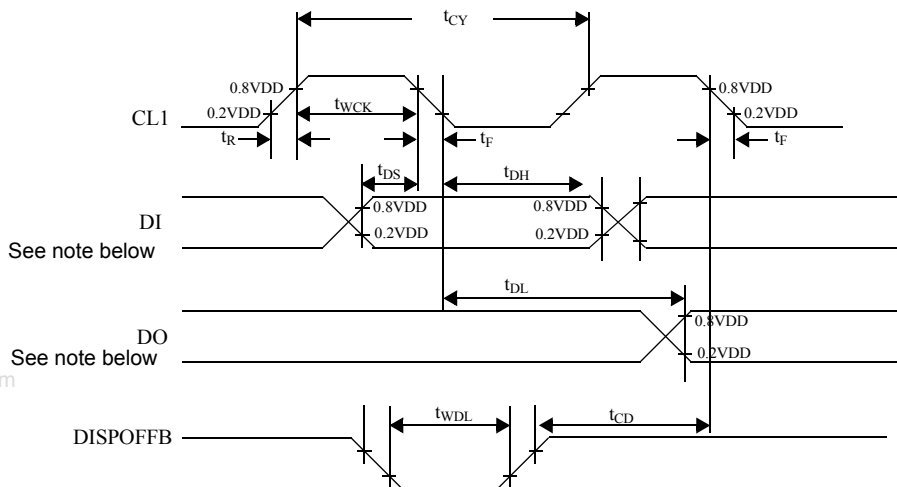 tCY
0.8VDD
0.8VDD
CL1
0.2VDD
tWCK
0.2VDD
tR
tF
tF
tDS
tDH
DI
0.8VDD
0.8VDD
0.2VDD
0.2VDD
See note below
tDL
DO
0.8VDD
0.2VDD
See note below
m
DISPOFFB
tWDL
tCD